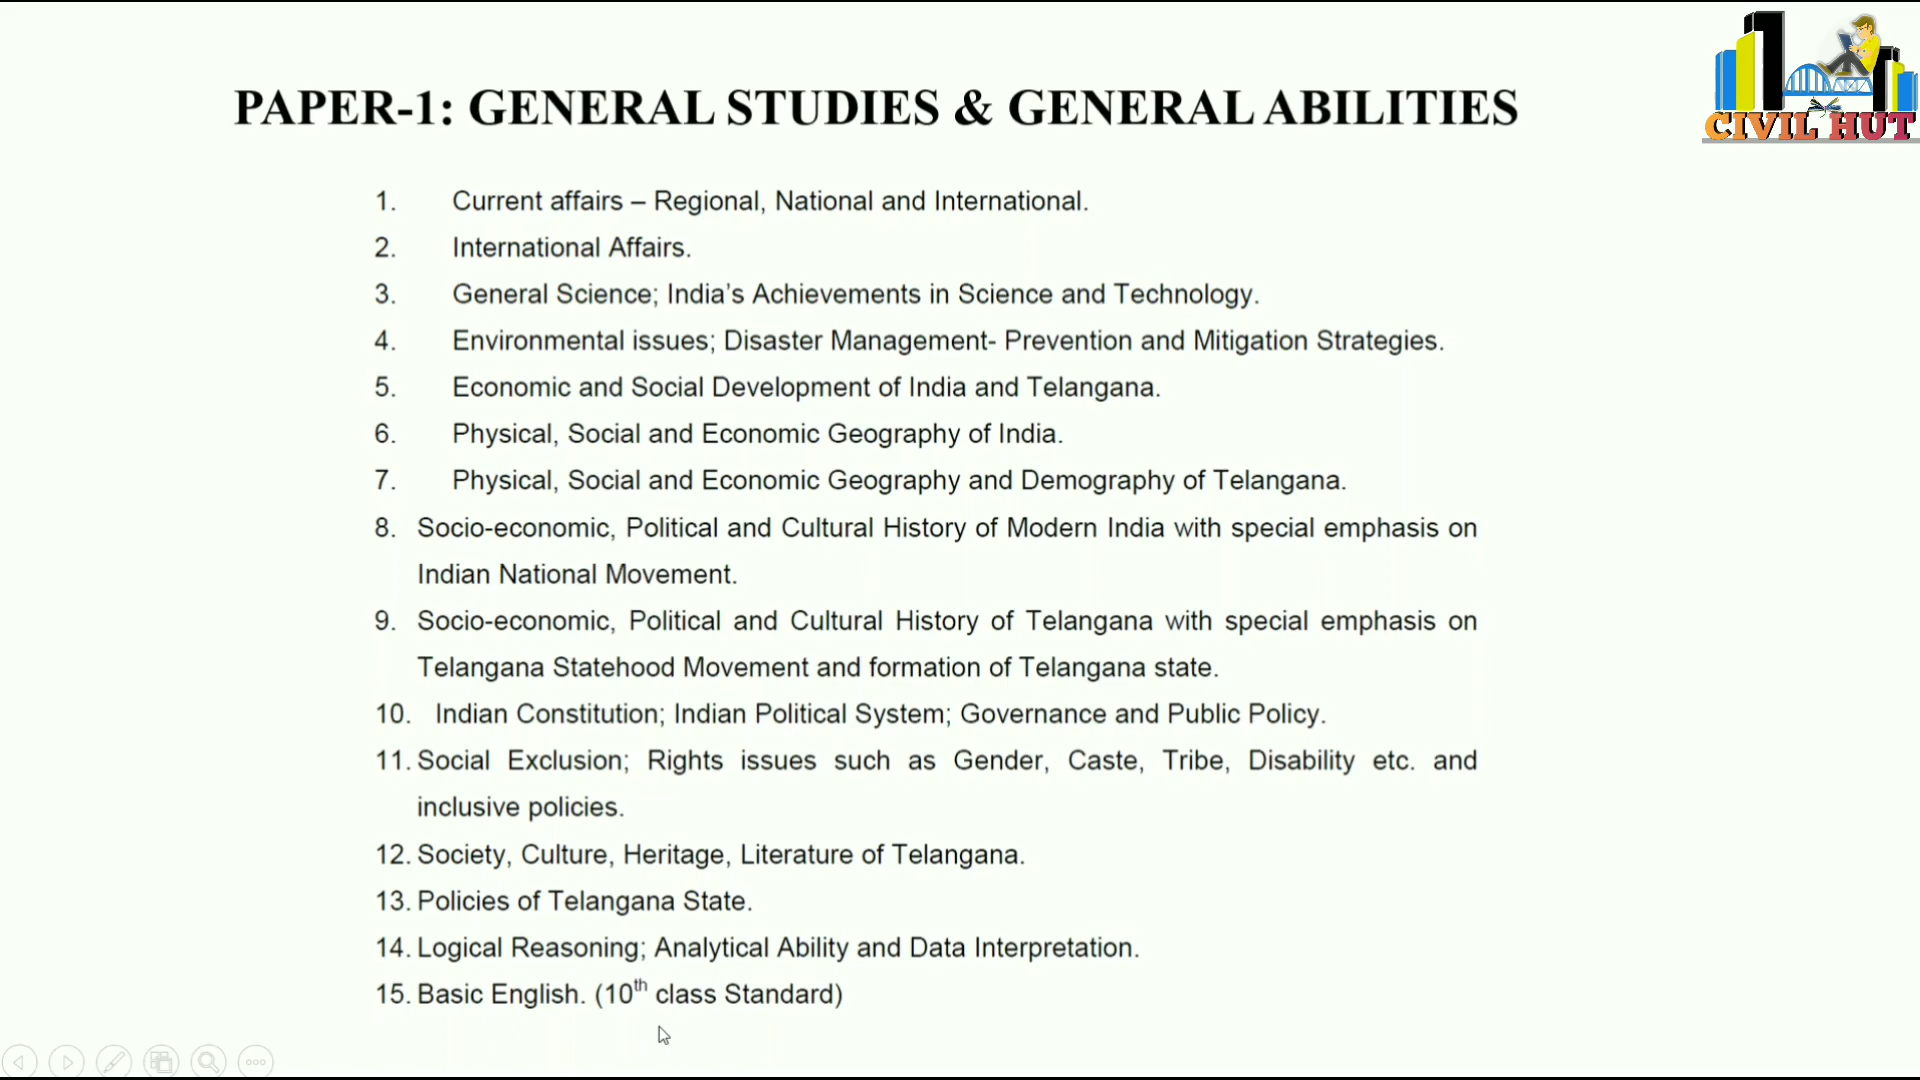 PAPER-1: GENERAL STUDIES & GENERAL ABILITIES
CIVIL HUT
1. Current affairs – Regional, National and International.
2. International Affairs.
3. General Science; India’s Achievements in Science and Technology.
4. Environmental issues; Disaster Management- Prevention and Mitigation Strategies.
5. Economic and Social Development of India and Telangana.
6. Physical, Social and Economic Geography of India.
7. Physical, Social and Economic Geography and Demography of Telangana.
8. Socio-economic, Political and Cultural History of Modern India with special emphasis on
Indian National Movement.
9. Socio-economic, Political and Cultural History of Telangana with special emphasis on
Telangana Statehood Movement and formation of Telangana state.
10. Indian Constitution; Indian Political System; Governance and Public Policy.
11. Social Exclusion; Rights issues such as Gender, Caste, Tribe, Disability etc. and
inclusive policies.
12. Society, Culture, Heritage, Literature of Telangana.
13. Policies of Telangana State.
14. Logical Reasoning; Analytical Ability and Data Interpretation.
15. Basic English. (10th class Standard)